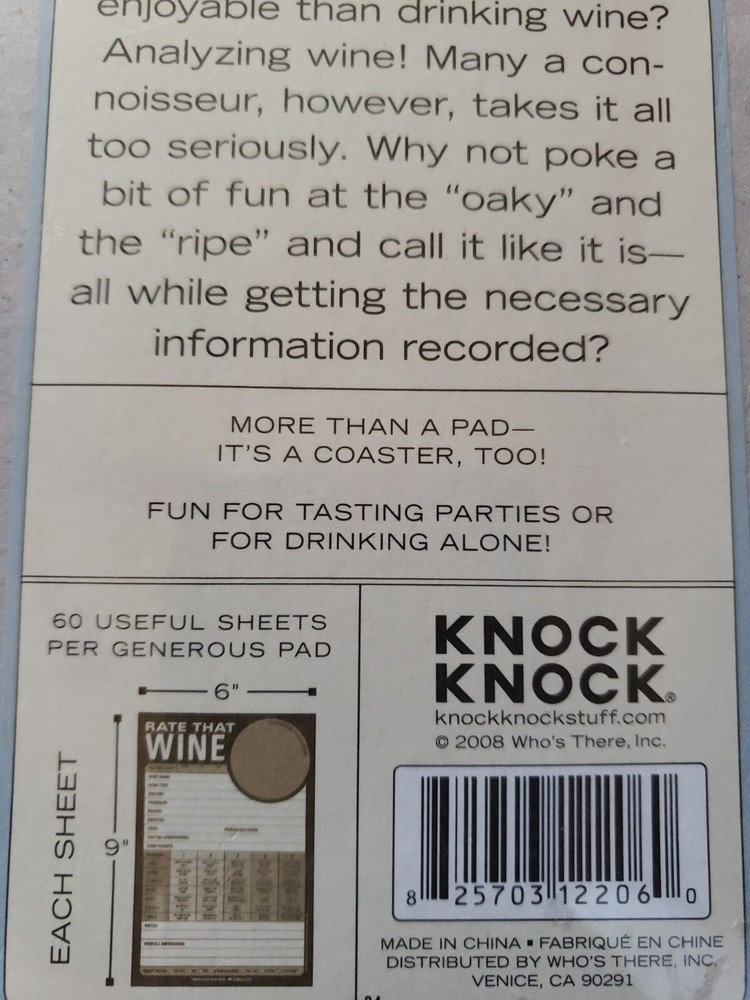 enjoyable than drinking wine?
Analyzing wine! Many a con-
noisseur, however, takes it all
too seriously. Why not poke a
bit of fun at the “oaky” and
the “ripe” and call it like it is—
all while getting the necessary
information recorded?
MORE THAN A PAD—
IT'S A COASTER, TOO!
FUN FOR TASTING PARTIES OR
FOR DRINKING ALONE!
60 USEFUL SHEETS
PER GENEROUS PAD
6"
EACH SHEET
9"
RATE THAT
WINE
KNOCK
KNOCK®
knockknockstuff.com
© 2008 Who's There, Inc.
8 25703 12206 0
MADE IN CHINA ▪ FABRIQUÉ EN CHINE
DISTRIBUTED BY WHO'S THERE, INC.
VENICE, CA 90291